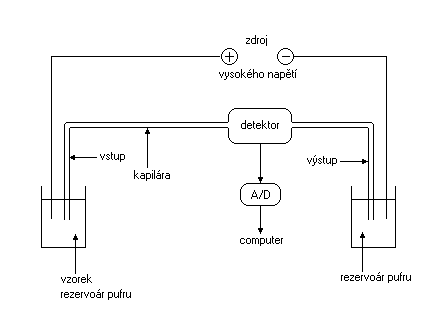 zdroj
+ −
vysokého napětí
detektor
vstup
výstup
kapilára
A/D
computer
vzorek
rezervoár pufru
rezervoár pufru